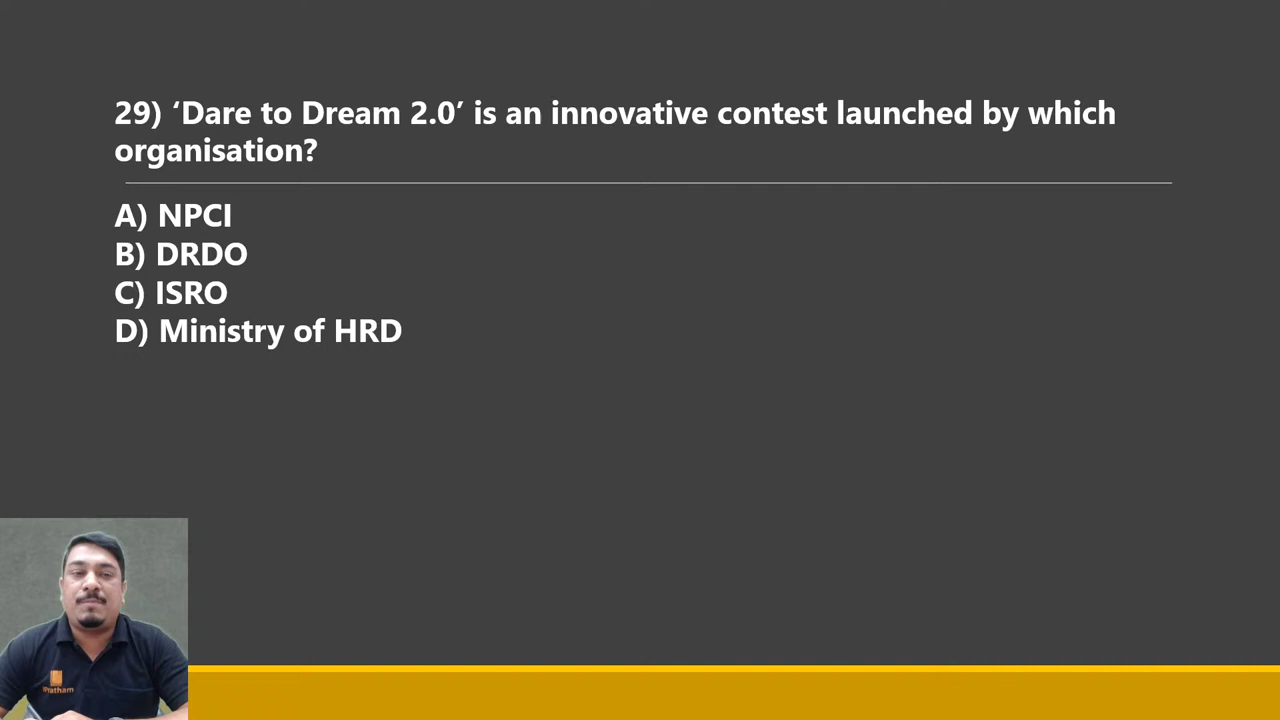 29) ‘Dare to Dream 2.0’ is an innovative contest launched by which
organisation?
A) NPCI
B) DRDO
C) ISRO
D) Ministry of HRD
Pratham